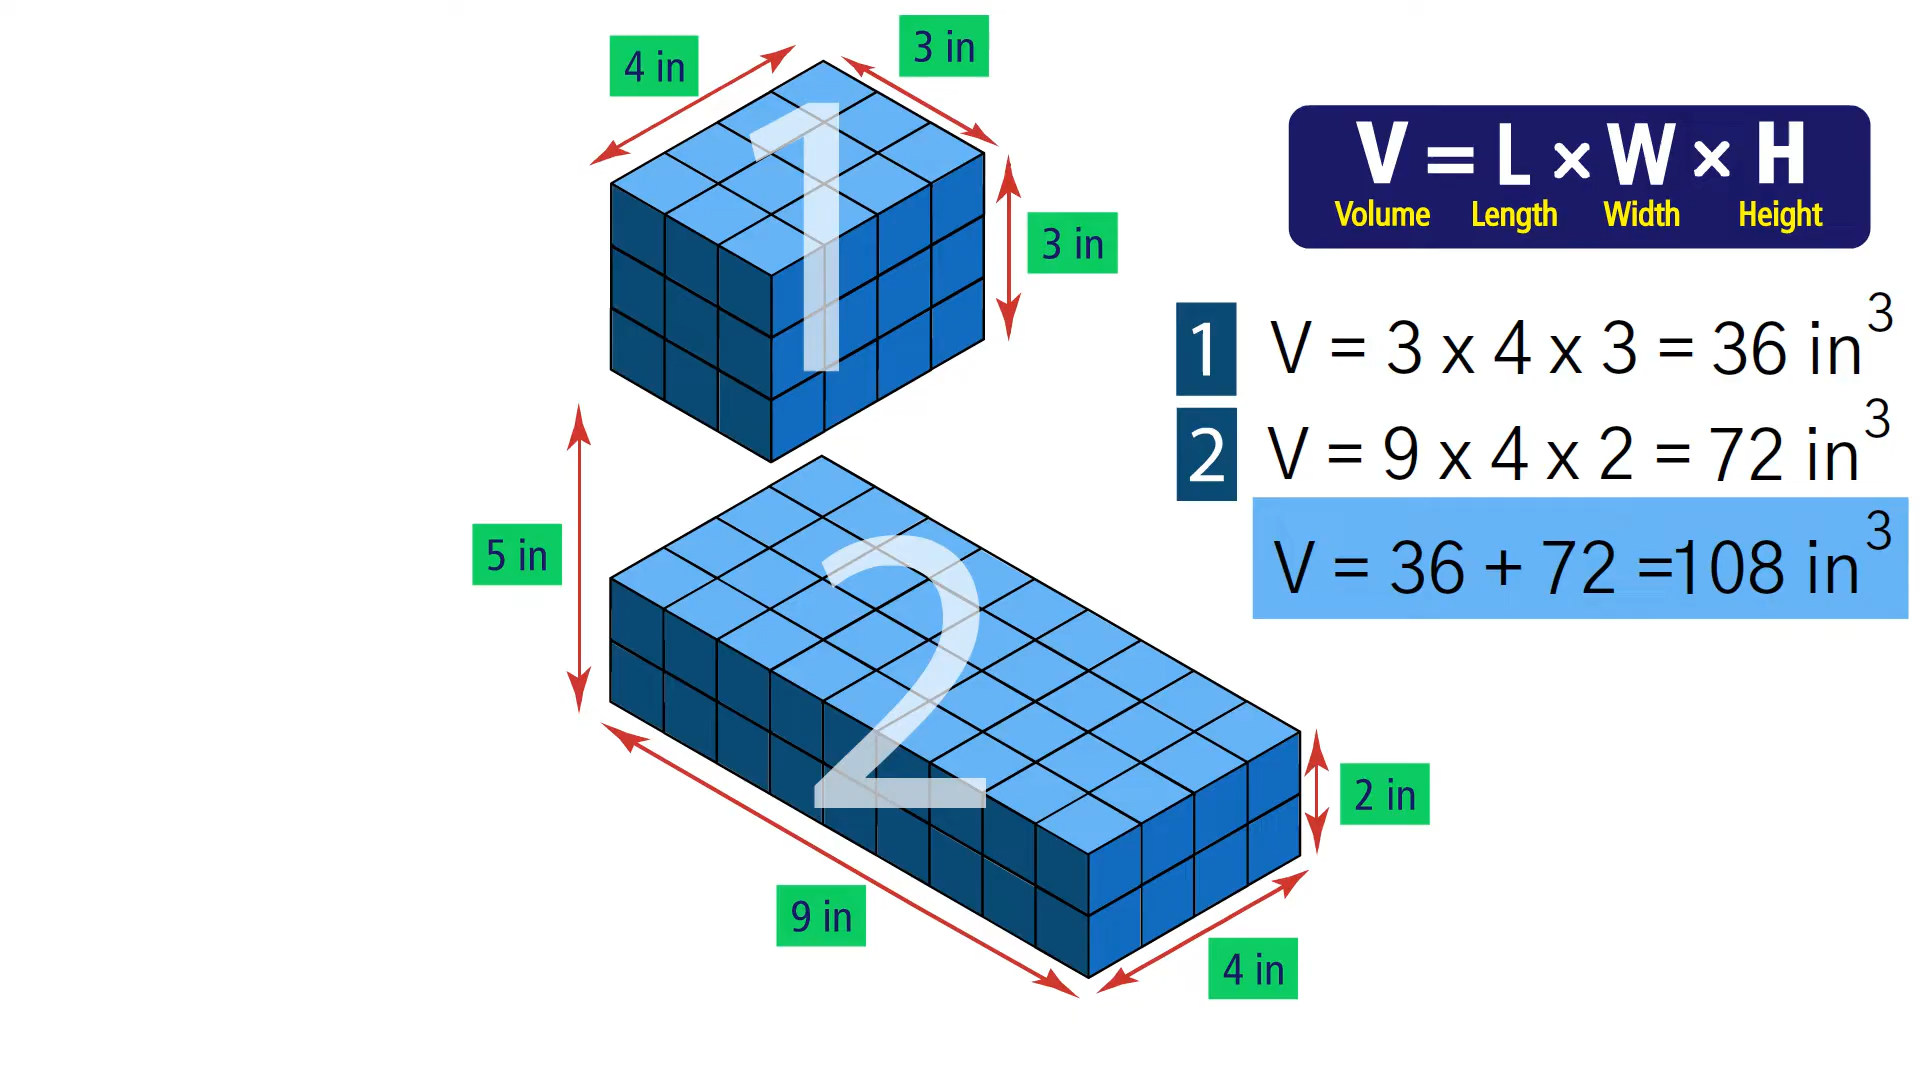 4 in
3 in
3 in
1
5 in
2
9 in
4 in
2 in
V = L × W × H
Volume Length Width Height
1 V = 3 x 4 x 3 = 36 in³
2 V = 9 x 4 x 2 = 72 in³
V = 36 + 72 =108 in³